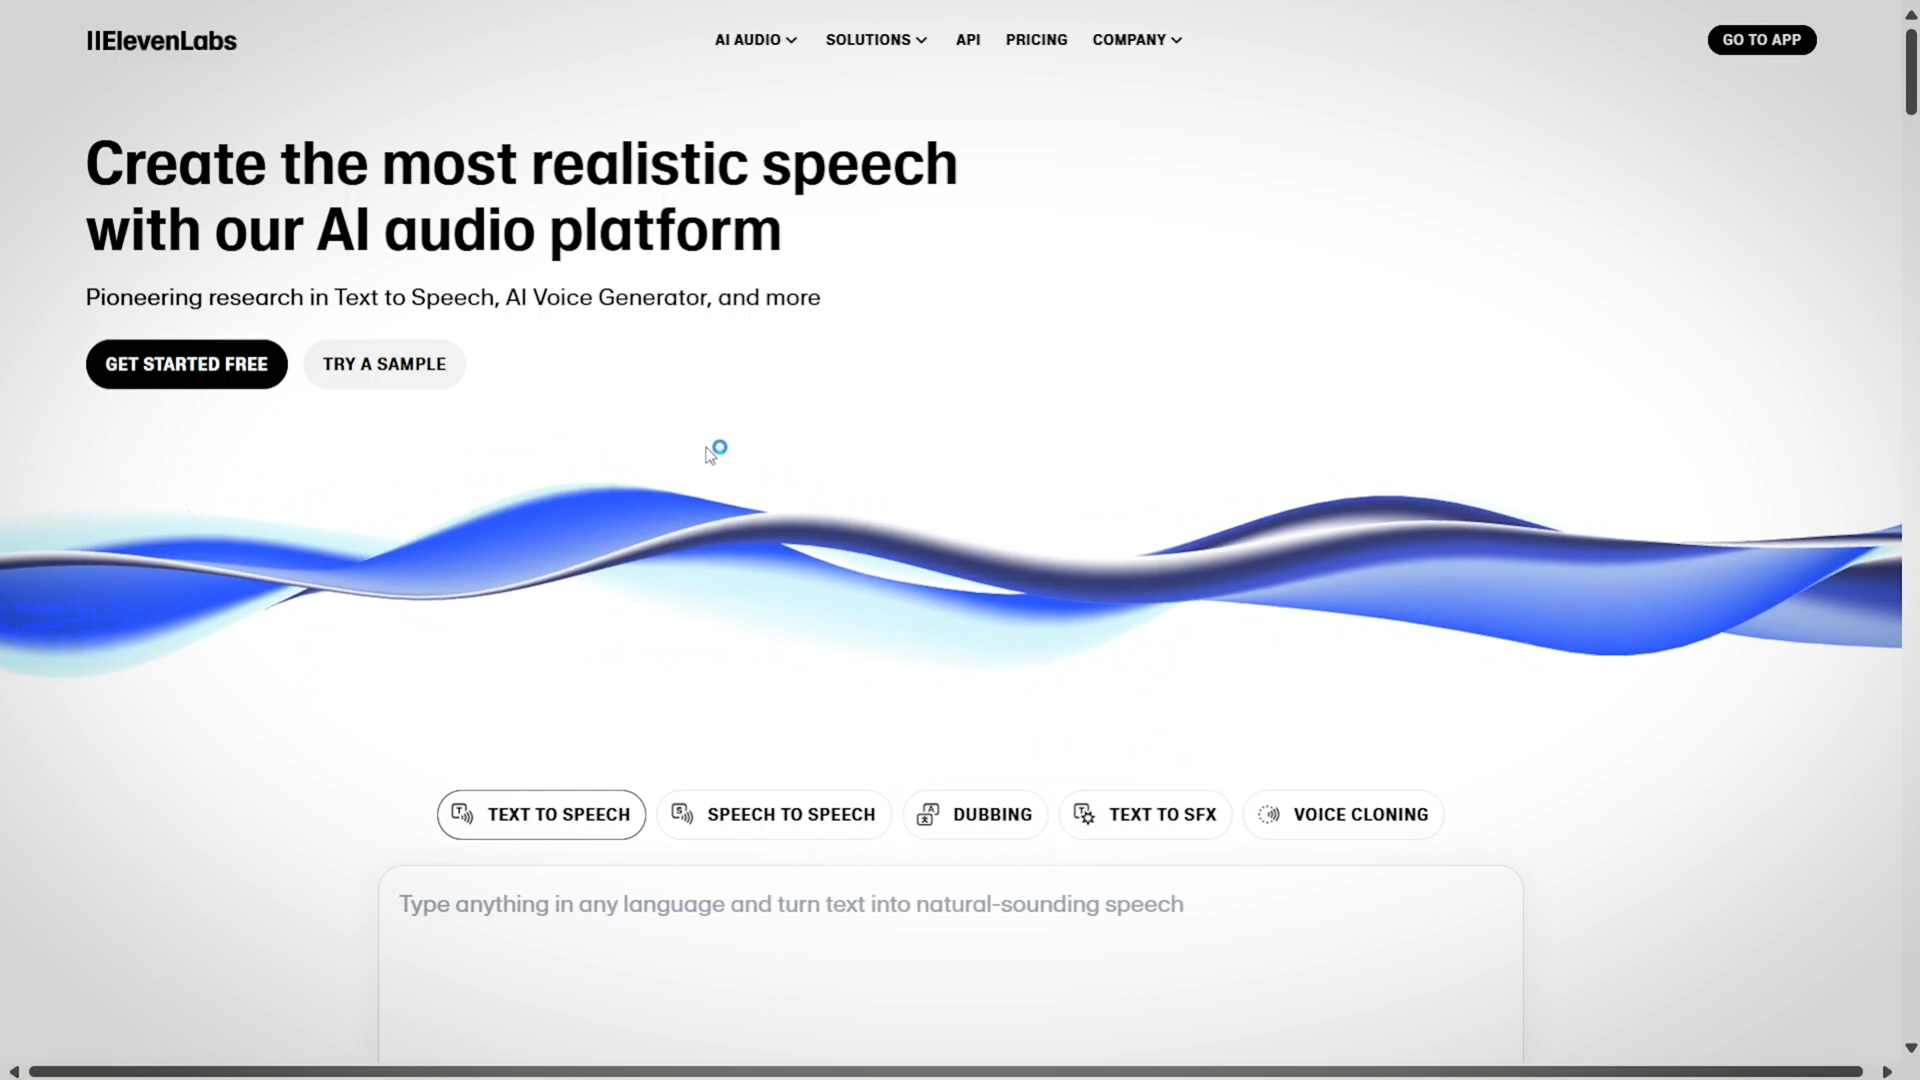 IIElevenLabs
AI AUDIO
SOLUTIONS
API
PRICING
COMPANY
GO TO APP
Create the most realistic speech
with our AI audio platform
Pioneering research in Text to Speech, AI Voice Generator, and more
GET STARTED FREE
TRY A SAMPLE
TEXT TO SPEECH
SPEECH TO SPEECH
DUBBING
TEXT TO SFX
VOICE CLONING
Type anything in any language and turn text into natural-sounding speech